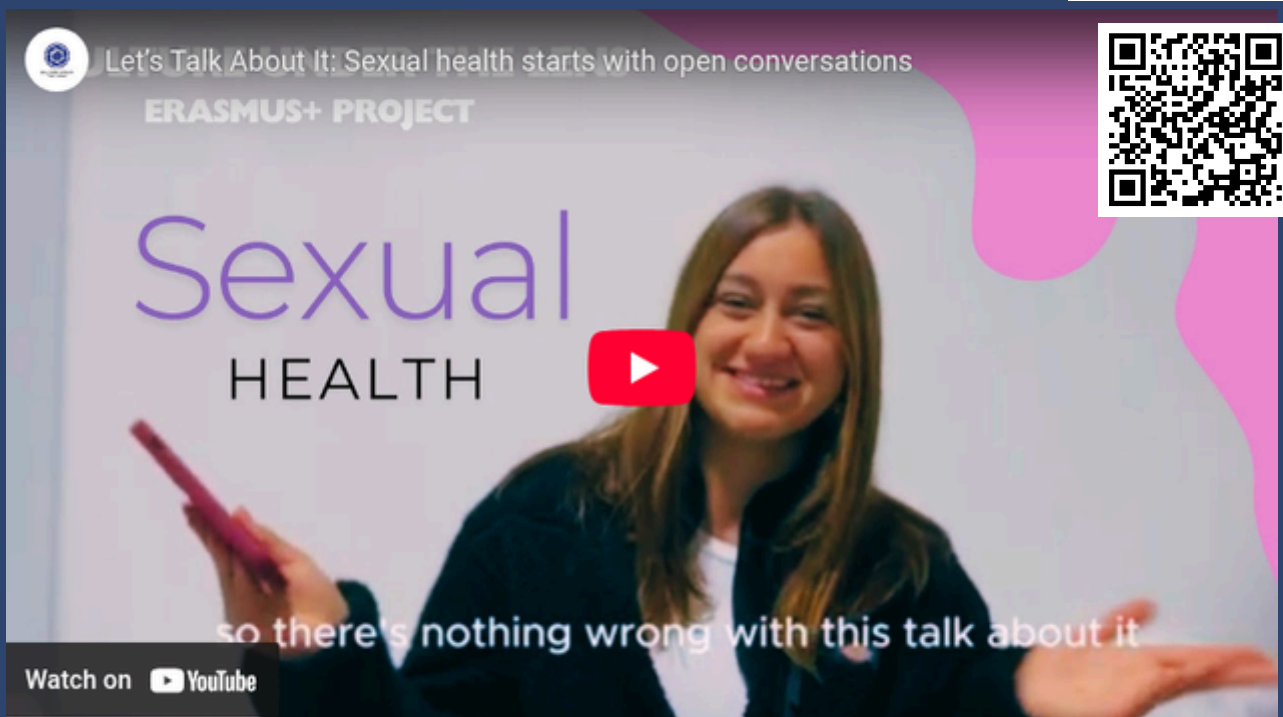 Let's Talk About It: Sexual health starts with open conversations
ERASMUS+ PROJECT
Sexual
HEALTH
so there's nothing wrong with this talk about it
Watch on YouTube